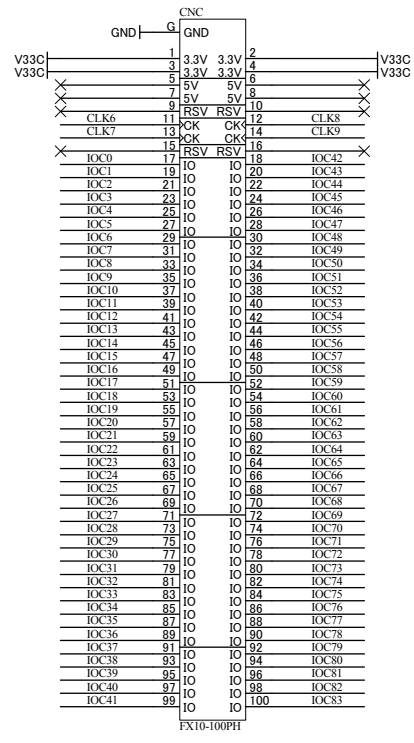 CNC
GND G GND
V33C 1 3.3V 3.3V 2 V33C
V33C 3 3.3V 3.3V 4 V33C
5 5V 5V 6
7 5V 5V 8
9 RSV RSV 10
CLK6 11 CK CK 12 CLK8
CLK7 13 CK CK 14 CLK9
15 RSV RSV 16
IOC0 17 IO IO 18 IOC42
IOC1 19 IO IO 20 IOC43
IOC2 21 IO IO 22 IOC44
IOC3 23 IO IO 24 IOC45
IOC4 25 IO IO 26 IOC46
IOC5 27 IO IO 28 IOC47
IOC6 29 IO IO 30 IOC48
IOC7 31 IO IO 32 IOC49
IOC8 33 IO IO 34 IOC50
IOC9 35 IO IO 36 IOC51
IOC10 37 IO IO 38 IOC52
IOC11 39 IO IO 40 IOC53
IOC12 41 IO IO 42 IOC54
IOC13 43 IO IO 44 IOC55
IOC14 45 IO IO 46 IOC56
IOC15 47 IO IO 48 IOC57
IOC16 49 IO IO 50 IOC58
IOC17 51 IO IO 52 IOC59
IOC18 53 IO IO 54 IOC60
IOC19 55 IO IO 56 IOC61
IOC20 57 IO IO 58 IOC62
IOC21 59 IO IO 60 IOC63
IOC22 61 IO IO 62 IOC64
IOC23 63 IO IO 64 IOC65
IOC24 65 IO IO 66 IOC66
IOC25 67 IO IO 68 IOC67
IOC26 69 IO IO 70 IOC68
IOC27 71 IO IO 72 IOC69
IOC28 73 IO IO 74 IOC70
IOC29 75 IO IO 76 IOC71
IOC30 77 IO IO 78 IOC72
IOC31 79 IO IO 80 IOC73
IOC32 81 IO IO 82 IOC74
IOC33 83 IO IO 84 IOC75
IOC34 85 IO IO 86 IOC76
IOC35 87 IO IO 88 IOC77
IOC36 89 IO IO 90 IOC78
IOC37 91 IO IO 92 IOC79
IOC38 93 IO IO 94 IOC80
IOC39 95 IO IO 96 IOC81
IOC40 97 IO IO 98 IOC82
IOC41 99 IO IO 100 IOC83
FX10-100PH